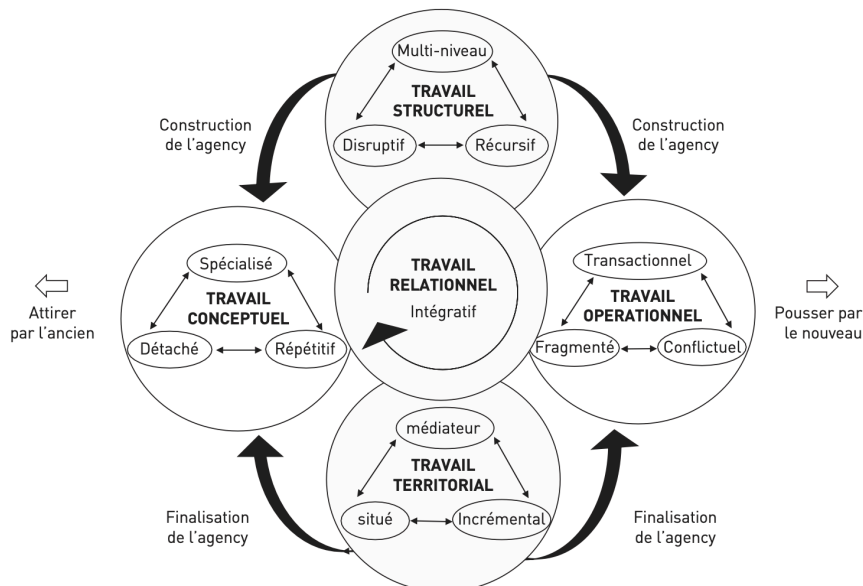 Multi-niveau
TRAVAIL
STRUCTUREL
Disruptif
Récursif
Construction
de l'agency
Construction
de l'agency
Spécialisé
TRAVAIL
CONCEPTUEL
Détaché
Répétitif
TRAVAIL
RELATIONNEL
Intégratif
Transactionnel
TRAVAIL
OPERATIONNEL
Fragmenté
Conflictuel
Attirer
par l'ancien
Pousser par
le nouveau
médiateur
TRAVAIL
TERRITORIAL
situé
Incrémental
Finalisation
de l'agency
Finalisation
de l'agency